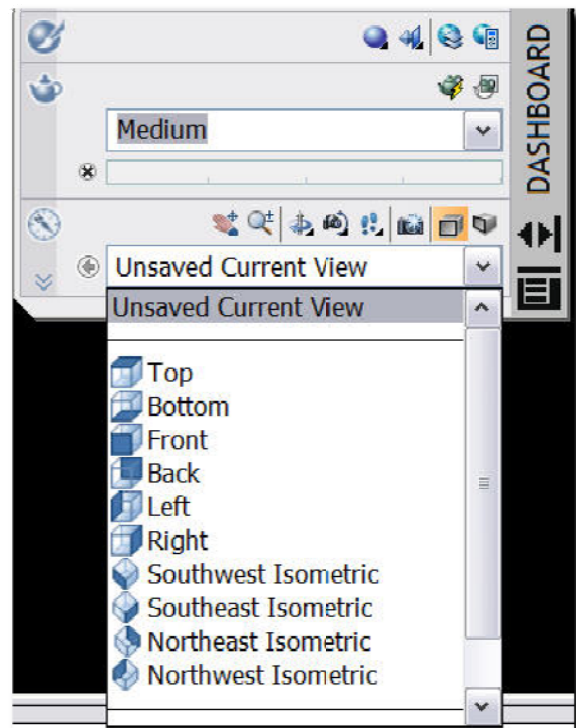 DASHBOARD
Medium
Unsaved Current View
Unsaved Current View
Top
Bottom
Front
Back
Left
Right
Southwest Isometric
Southeast Isometric
Northeast Isometric
Northwest Isometric